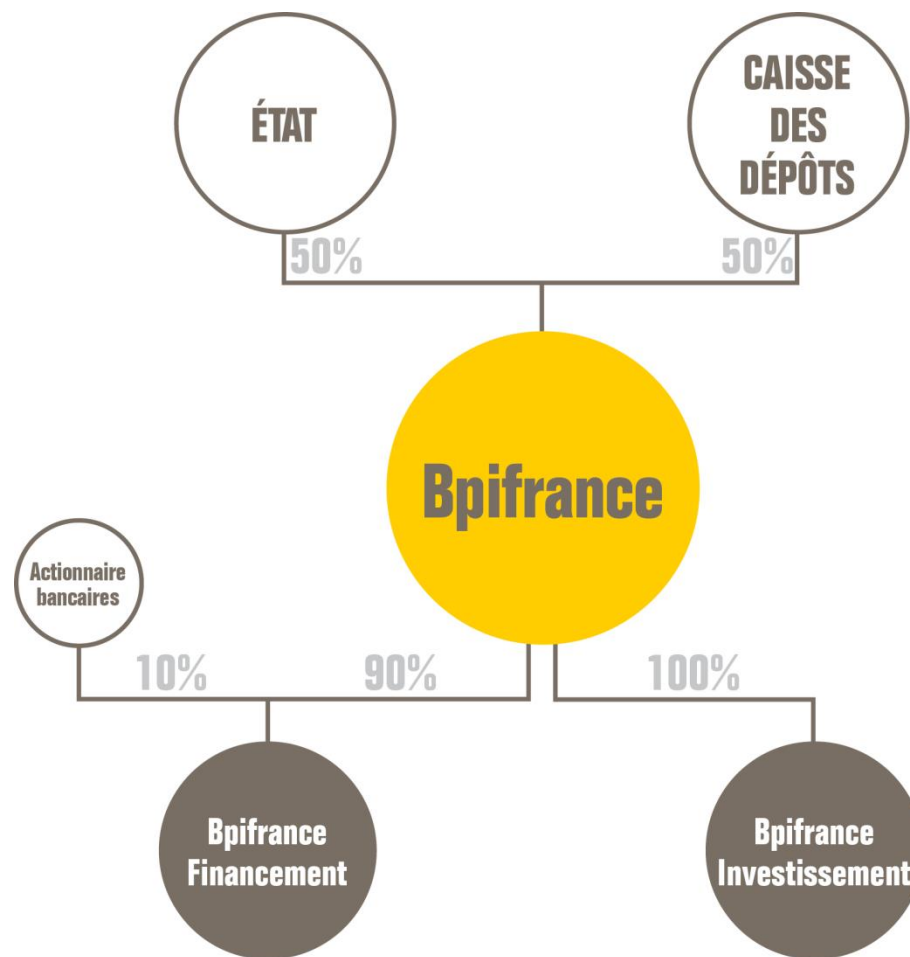 ÉTAT
CAISSE
DES
DÉPÔTS
50%
50%
Bpifrance
Actionnaire
bancaires
10%
90%
100%
Bpifrance
Financement
Bpifrance
Investissement